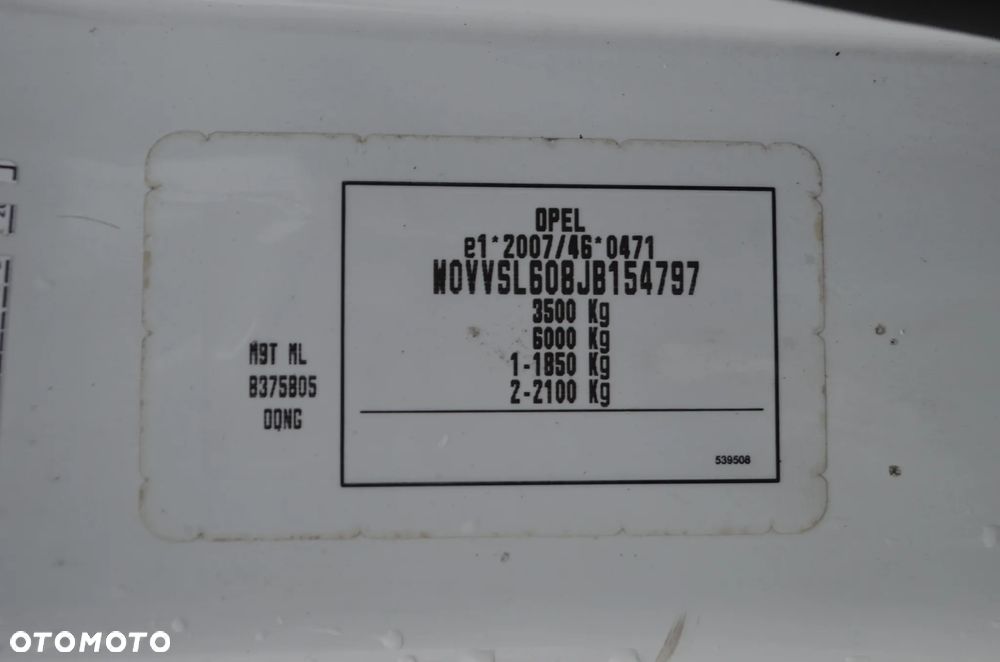 OPEL
e1*2007/46*0471
W0VVSL608JB154797
3500 Kg
6000 Kg
1-1850 Kg
2-2100 Kg
M9T ML
B375B05
DQNG
539508
OTOMOTO